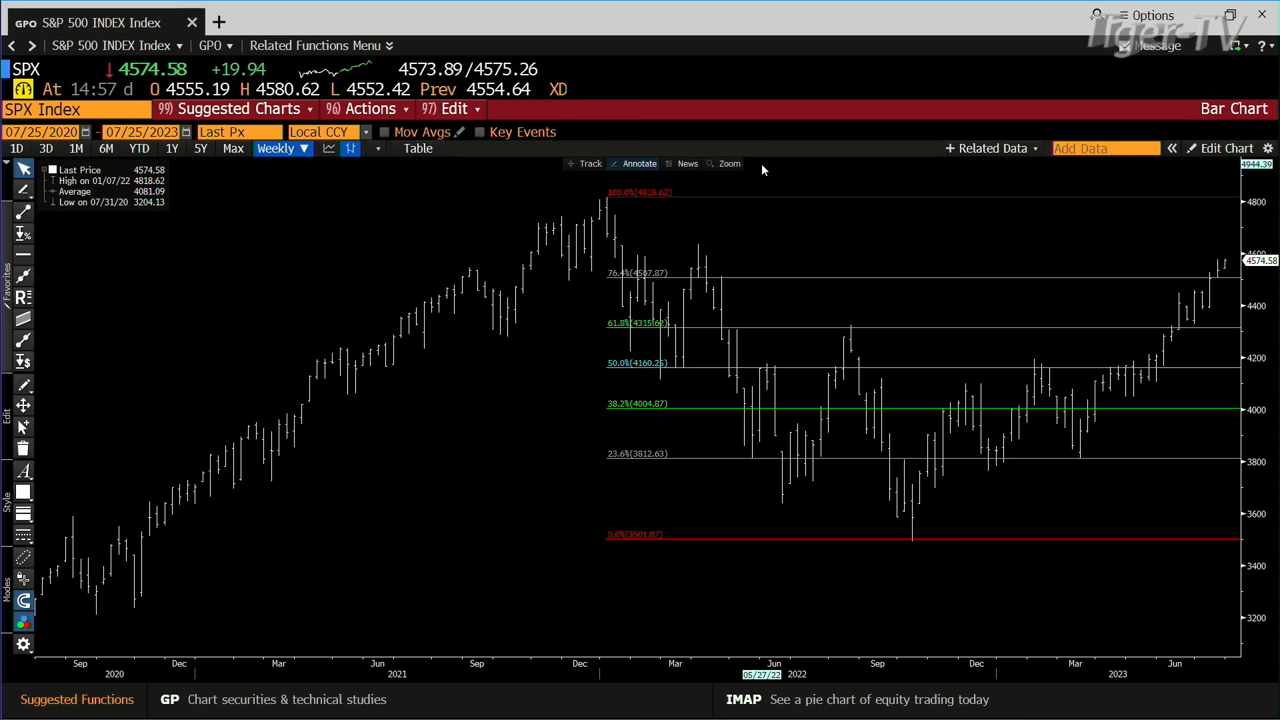 GPO S&P 500 INDEX Index
Options
Tiger-TV
S&P 500 INDEX Index GPO Related Functions Menu
Message
SPX 4574.58 +19.94 4573.89/4575.26
At 14:57 d O 4555.19 H 4580.62 L 4552.42 Prev 4554.64 XD
SPX Index 99) Suggested Charts 96) Actions 97) Edit Bar Chart
07/25/2020 - 07/25/2023 Last Px Local CCY Mov Avgs Key Events
1D 3D 1M 6M YTD 1Y 5Y Max Weekly Table + Related Data Add Data Edit Chart
Track Annotate News Zoom
4944.39
Last Price 4574.58
High on 01/07/22 4818.62
Average 4081.09
Low on 07/31/20 3204.13
100.0%(4818.62)
4800
4600
4574.58
76.4%(4507.87)
4400
61.8%(4315.62)
4200
50.0%(4160.25)
38.2%(4004.87)
4000
23.6%(3812.63)
3800
3600
0.0%(3501.87)
3400
3200
Favorites
Edit
Style
Modes
Sep Dec Mar Jun Sep Dec Mar Jun Sep Dec Mar Jun
2020 2021 05/27/22 2022 2023
Suggested Functions GP Chart securities & technical studies IMAP See a pie chart of equity trading today